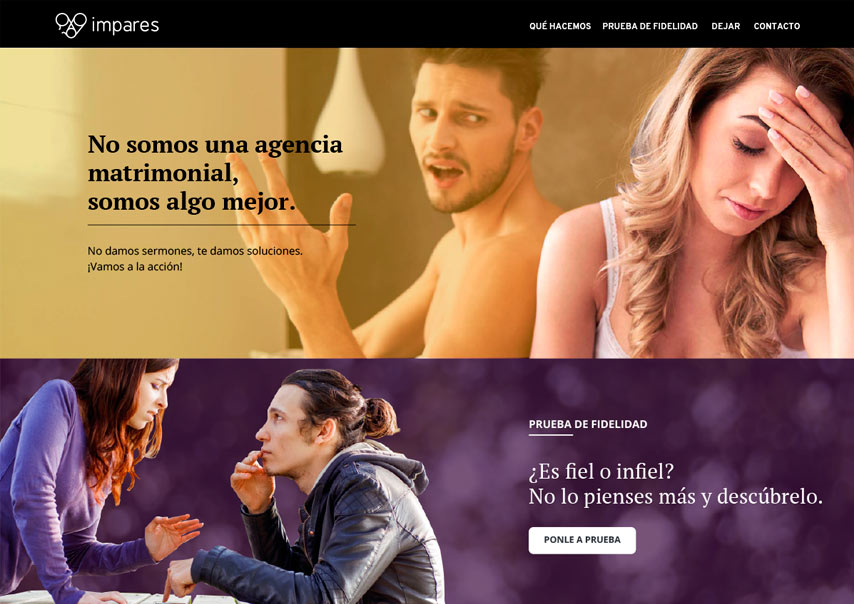 impares
QUÉ HACEMOS PRUEBA DE FIDELIDAD DEJAR CONTACTO
No somos una agencia
matrimonial,
somos algo mejor.
No damos sermones, te damos soluciones.
¡Vamos a la acción!
PRUEBA DE FIDELIDAD
¿Es fiel o infiel?
No lo pienses más y descúbrelo.
PONLE A PRUEBA